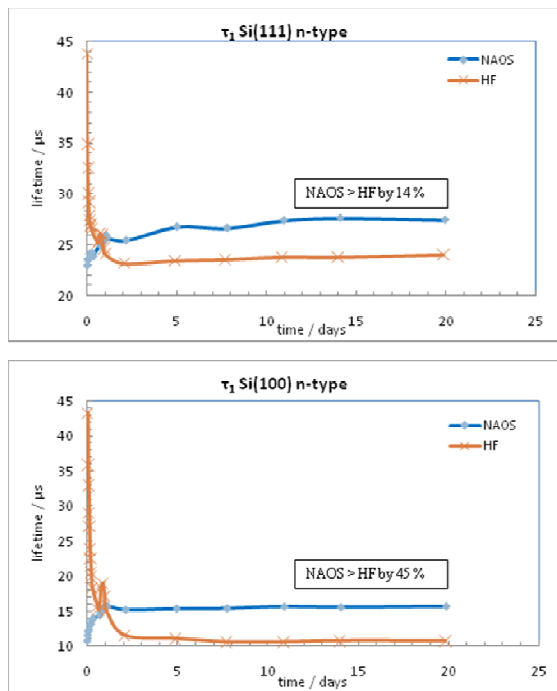 τ₁ Si(111) n-type
45
40
35
30
25
20
lifetime / µs
NAOS
HF
NAOS > HF by 14 %
0 5 10 15 20 25
time / days
τ₁ Si(100) n-type
45
40
35
30
25
20
15
10
lifetime / µs
NAOS
HF
NAOS > HF by 45 %
0 5 10 15 20 25
time / days